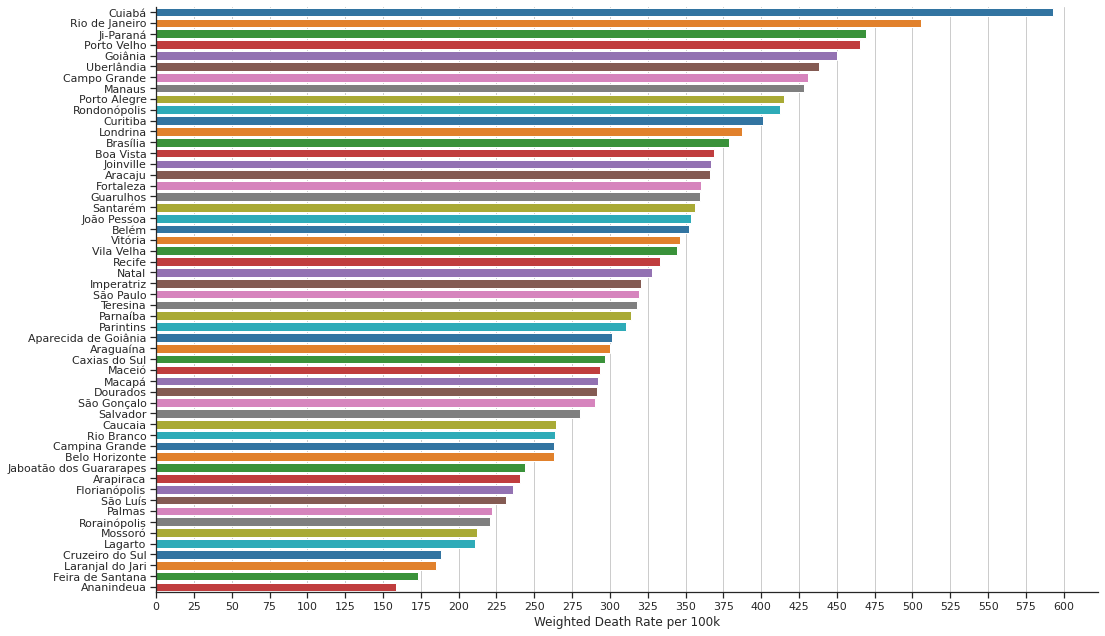 Cuiabá
Rio de Janeiro
Ji-Paraná
Porto Velho
Goiânia
Uberlândia
Campo Grande
Manaus
Porto Alegre
Rondonópolis
Curitiba
Londrina
Brasília
Boa Vista
Joinville
Aracaju
Fortaleza
Guarulhos
Santarém
João Pessoa
Belém
Vitória
Vila Velha
Recife
Natal
Imperatriz
São Paulo
Teresina
Parnaíba
Parintins
Aparecida de Goiânia
Araguaína
Caxias do Sul
Maceió
Macapá
Dourados
São Gonçalo
Salvador
Caucaia
Rio Branco
Campina Grande
Belo Horizonte
Jaboatão dos Guararapes
Arapiraca
Florianópolis
São Luís
Palmas
Rorainópolis
Mossoró
Lagarto
Cruzeiro do Sul
Laranjal do Jari
Feira de Santana
Ananindeua
0 25 50 75 100 125 150 175 200 225 250 275 300 325 350 375 400 425 450 475 500 525 550 575 600
Weighted Death Rate per 100k